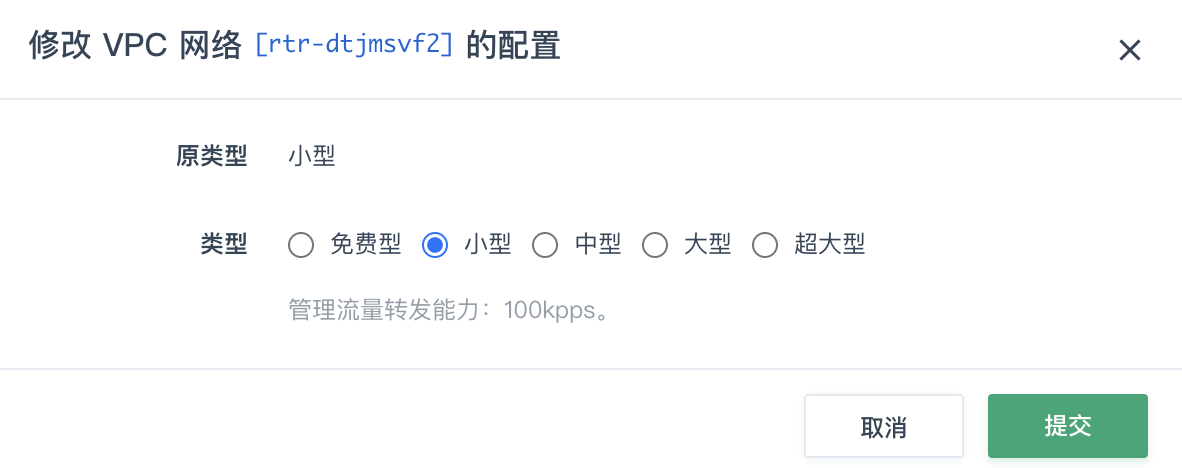 修改 VPC 网络 [rtr-dtjmsvf2] 的配置
原类型 小型
类型 免费型 小型 中型 大型 超大型
管理流量转发能力：100kpps。
取消 提交